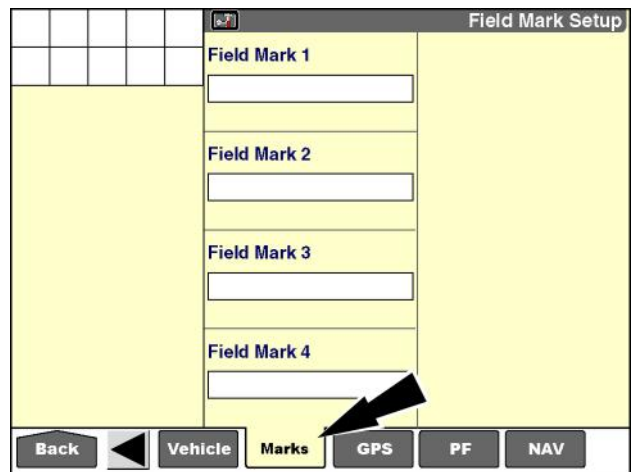 Field Mark Setup
Field Mark 1
Field Mark 2
Field Mark 3
Field Mark 4
Back Vehicle Marks GPS PF NAV